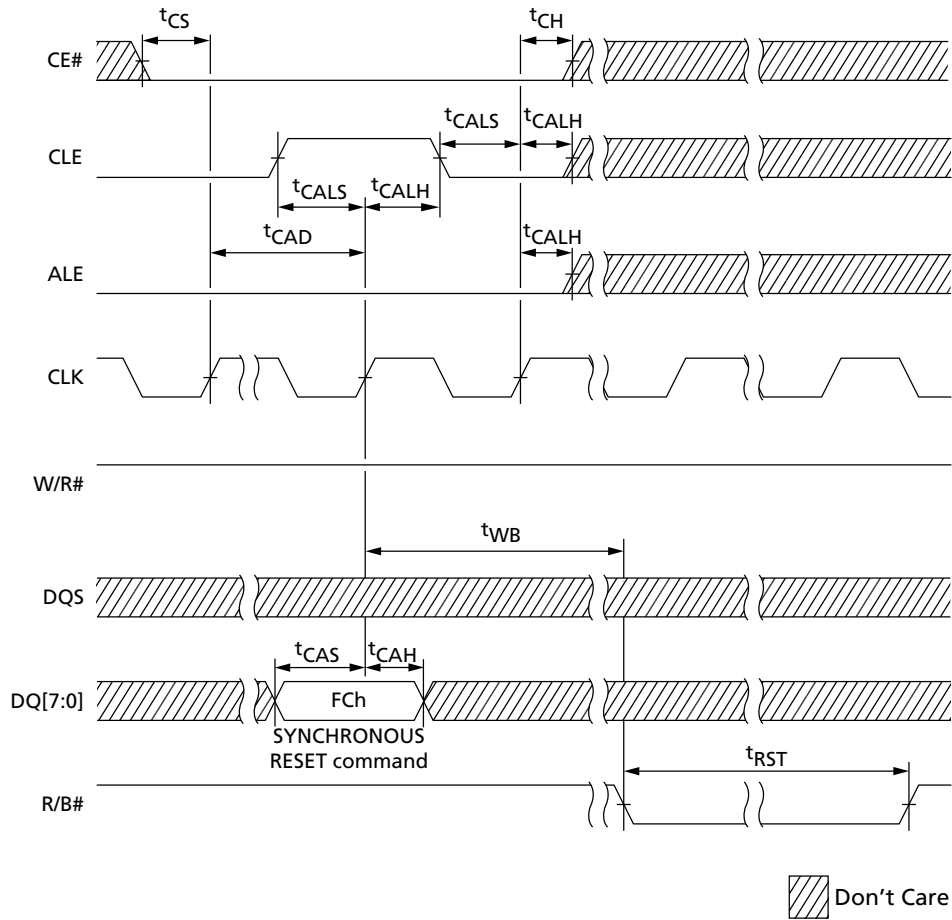 tCS
tCH
CE#
tCALS
tCALH
CLE
tCALS
tCALH
tCAD
tCALH
ALE
CLK
W/R#
tWB
DQS
tCAS
tCAH
DQ[7:0]
FCh
SYNCHRONOUS
RESET command
tRST
R/B#
Don't Care